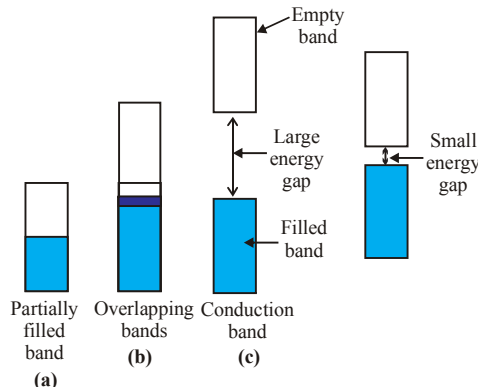 Empty
band
Large
energy
gap
Small
energy
gap
Filled
band
Partially
filled
band
(a)
Overlapping
bands
(b)
Conduction
band
(c)